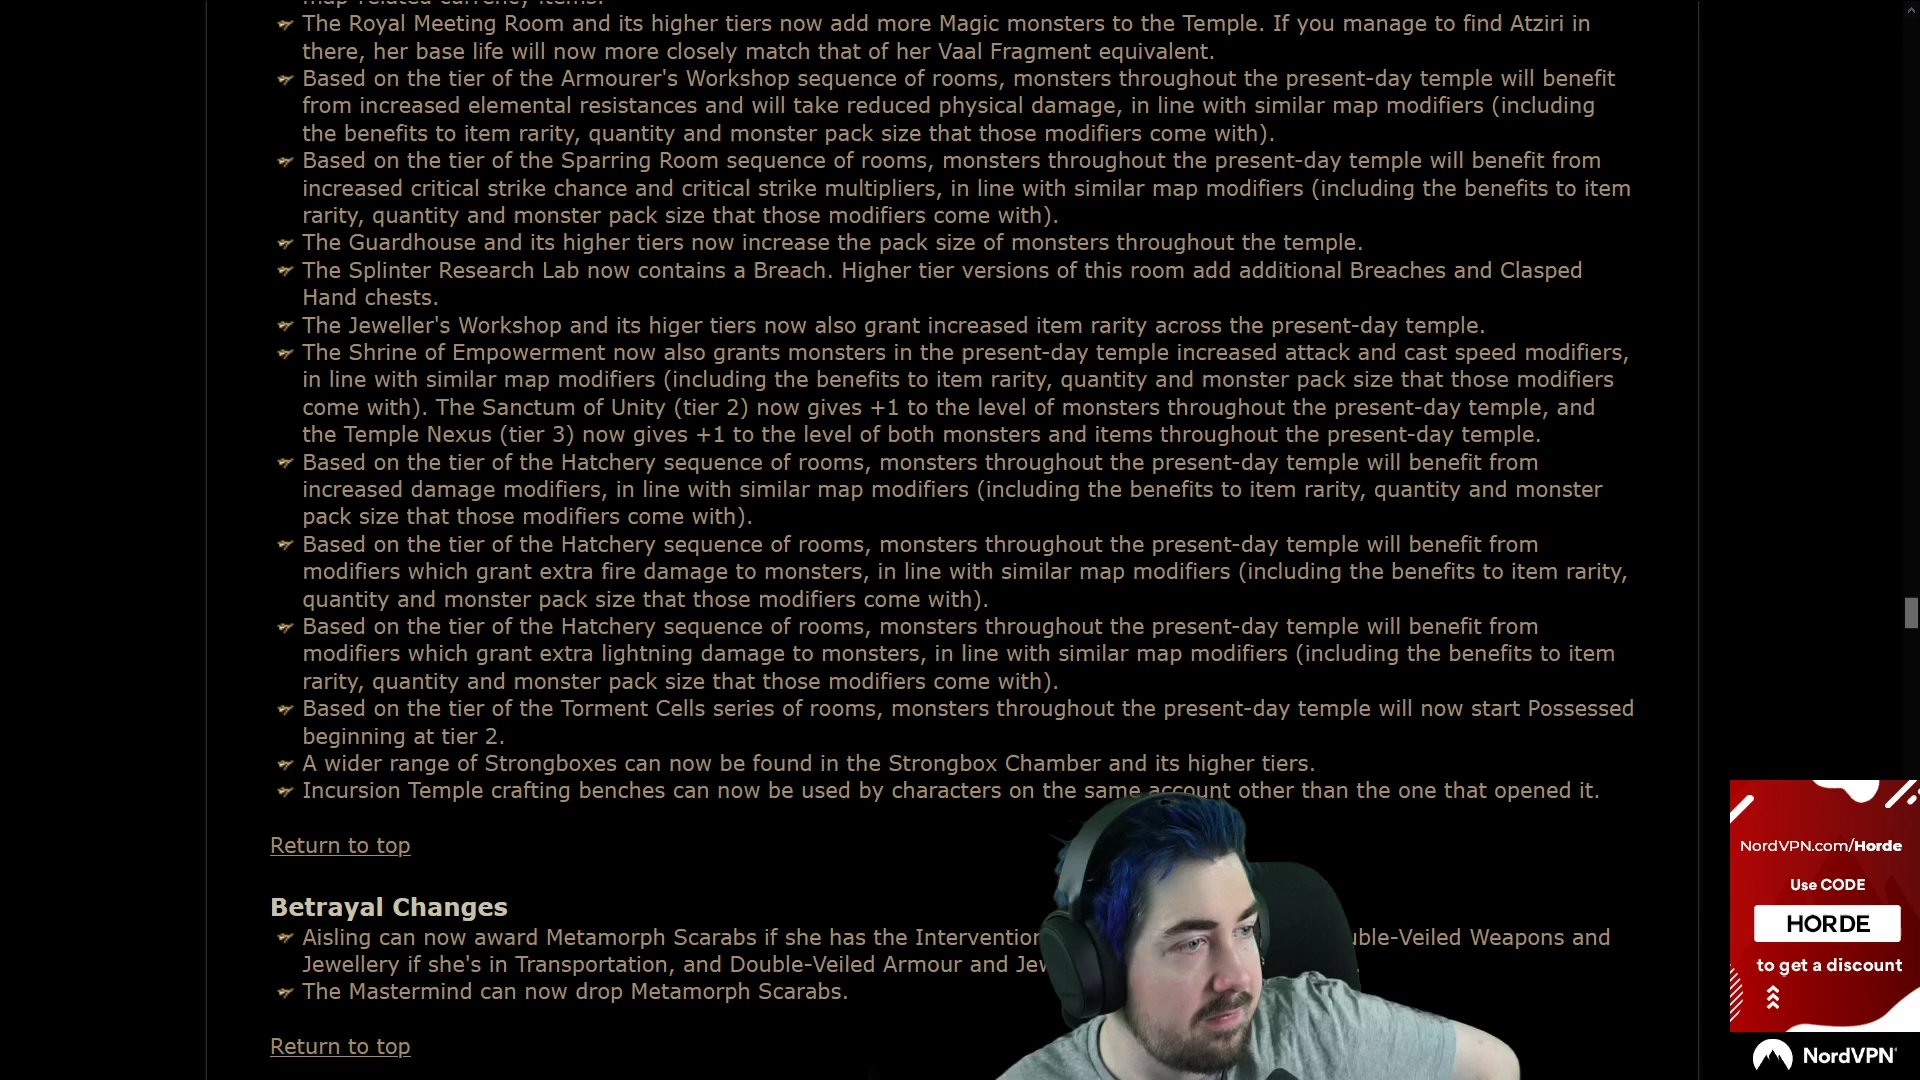 map related currency items.
The Royal Meeting Room and its higher tiers now add more Magic monsters to the Temple. If you manage to find Atziri in
there, her base life will now more closely match that of her Vaal Fragment equivalent.
Based on the tier of the Armourer's Workshop sequence of rooms, monsters throughout the present-day temple will benefit
from increased elemental resistances and will take reduced physical damage, in line with similar map modifiers (including
the benefits to item rarity, quantity and monster pack size that those modifiers come with).
Based on the tier of the Sparring Room sequence of rooms, monsters throughout the present-day temple will benefit from
increased critical strike chance and critical strike multipliers, in line with similar map modifiers (including the benefits to item
rarity, quantity and monster pack size that those modifiers come with).
The Guardhouse and its higher tiers now increase the pack size of monsters throughout the temple.
The Splinter Research Lab now contains a Breach. Higher tier versions of this room add additional Breaches and Clasped
Hand chests.
The Jeweller's Workshop and its higer tiers now also grant increased item rarity across the present-day temple.
The Shrine of Empowerment now also grants monsters in the present-day temple increased attack and cast speed modifiers,
in line with similar map modifiers (including the benefits to item rarity, quantity and monster pack size that those modifiers
come with). The Sanctum of Unity (tier 2) now gives +1 to the level of monsters throughout the present-day temple, and
the Temple Nexus (tier 3) now gives +1 to the level of both monsters and items throughout the present-day temple.
Based on the tier of the Hatchery sequence of rooms, monsters throughout the present-day temple will benefit from
increased damage modifiers, in line with similar map modifiers (including the benefits to item rarity, quantity and monster
pack size that those modifiers come with).
Based on the tier of the Hatchery sequence of rooms, monsters throughout the present-day temple will benefit from
modifiers which grant extra fire damage to monsters, in line with similar map modifiers (including the benefits to item rarity,
quantity and monster pack size that those modifiers come with).
Based on the tier of the Hatchery sequence of rooms, monsters throughout the present-day temple will benefit from
modifiers which grant extra lightning damage to monsters, in line with similar map modifiers (including the benefits to item
rarity, quantity and monster pack size that those modifiers come with).
Based on the tier of the Torment Cells series of rooms, monsters throughout the present-day temple will now start Possessed
beginning at tier 2.
A wider range of Strongboxes can now be found in the Strongbox Chamber and its higher tiers.
Incursion Temple crafting benches can now be used by characters on the same account other than the one that opened it.
Return to top
Betrayal Changes
Aisling can now award Metamorph Scarabs if she has the Intervention uble-Veiled Weapons and
Jewellery if she's in Transportation, and Double-Veiled Armour and Jew
The Mastermind can now drop Metamorph Scarabs.
Return to top
NordVPN.com/Horde
Use CODE
HORDE
to get a discount
NordVPN